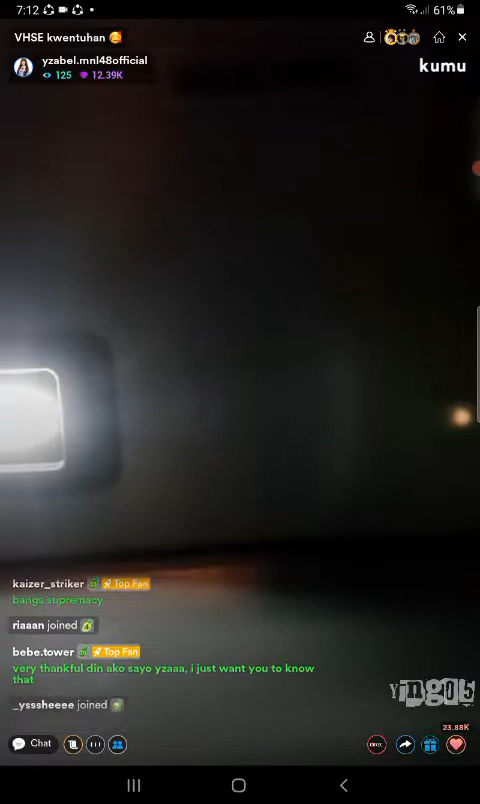 7:12
61%
VHSE kwentuhan 🥰
yzabel.mnl48official
125 12.39K
kumu
kaizer_striker Top Fan
bangs supremacy
riaaan joined
bebe.tower Top Fan
very thankful din ako sayo yzaaa, i just want you to know
that
_ysssheeee joined
Yingo5
23.88K
Chat